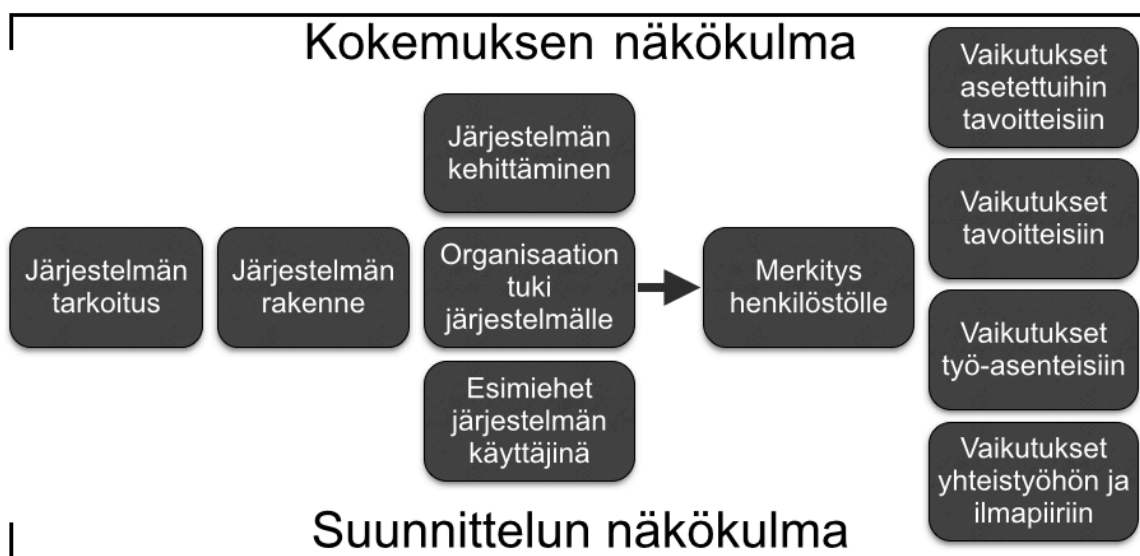 Kokemuksen näkökulma
Järjestelmän
tarkoitus
Järjestelmän
rakenne
Järjestelmän
kehittäminen
Organisaation
tuki
järjestelmälle
Esimiehet
järjestelmän
käyttäjinä
Merkitys
henkilöstölle
Vaikutukset
asetettuihin
tavoitteisiin
Vaikutukset
tavoitteisiin
Vaikutukset
työ-asenteisiin
Vaikutukset
yhteistyöhön ja
ilmapiiriin
Suunnittelun näkökulma